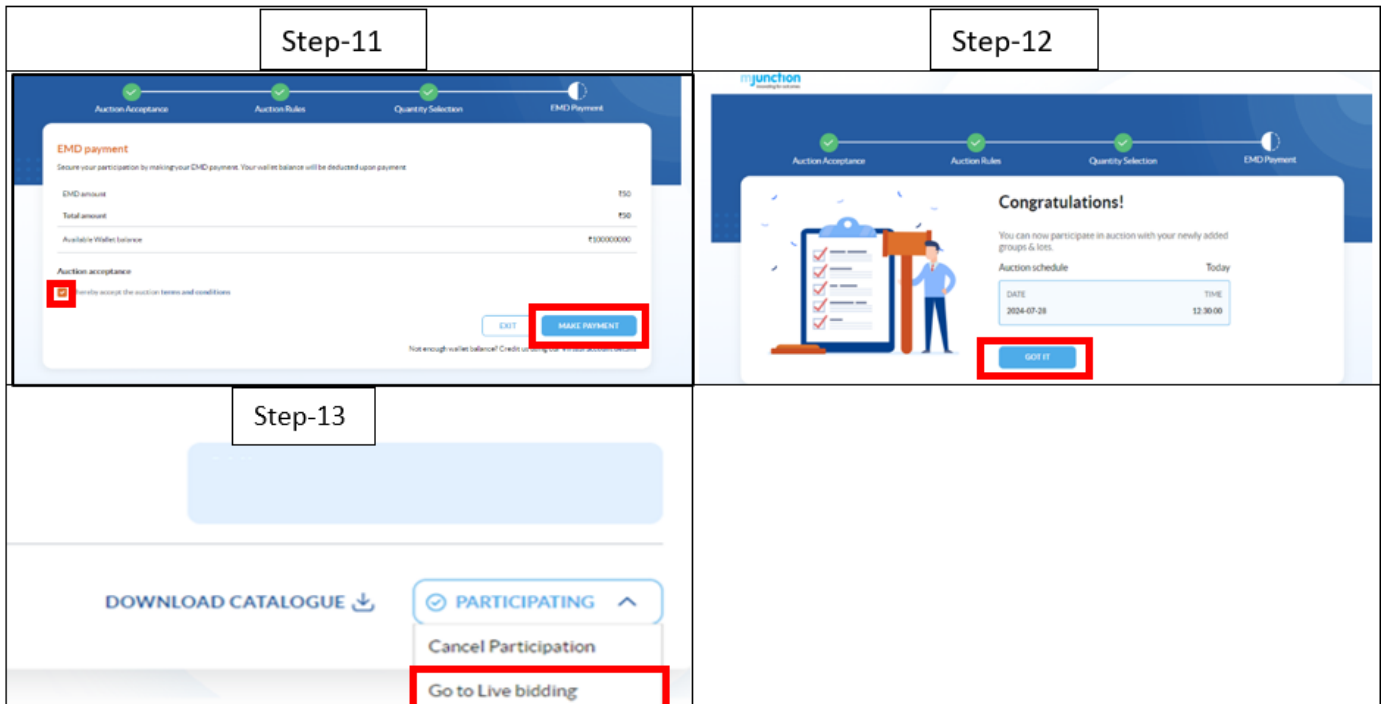 Step-11
Auction Acceptance
Auction Rules
Quantity Selection
EMD Payment
EMD payment
Secure your participation by making your EMD payment. Your wallet balance will be deducted upon payment
EMD amount ₹50
Total amount ₹50
Available Wallet balance ₹100000000
Auction acceptance
hereby accept the auction terms and conditions
EXIT
MAKE PAYMENT
Not enough wallet balance? Credit us using our virtual account details
Step-12
mjunction
Auction Acceptance
Auction Rules
Quantity Selection
EMD Payment
Congratulations!
You can now participate in auction with your newly added
groups & lots.
Auction schedule Today
DATE TIME
2024-07-28 12:30:00
GOT IT
Step-13
DOWNLOAD CATALOGUE
PARTICIPATING
Cancel Participation
Go to Live bidding